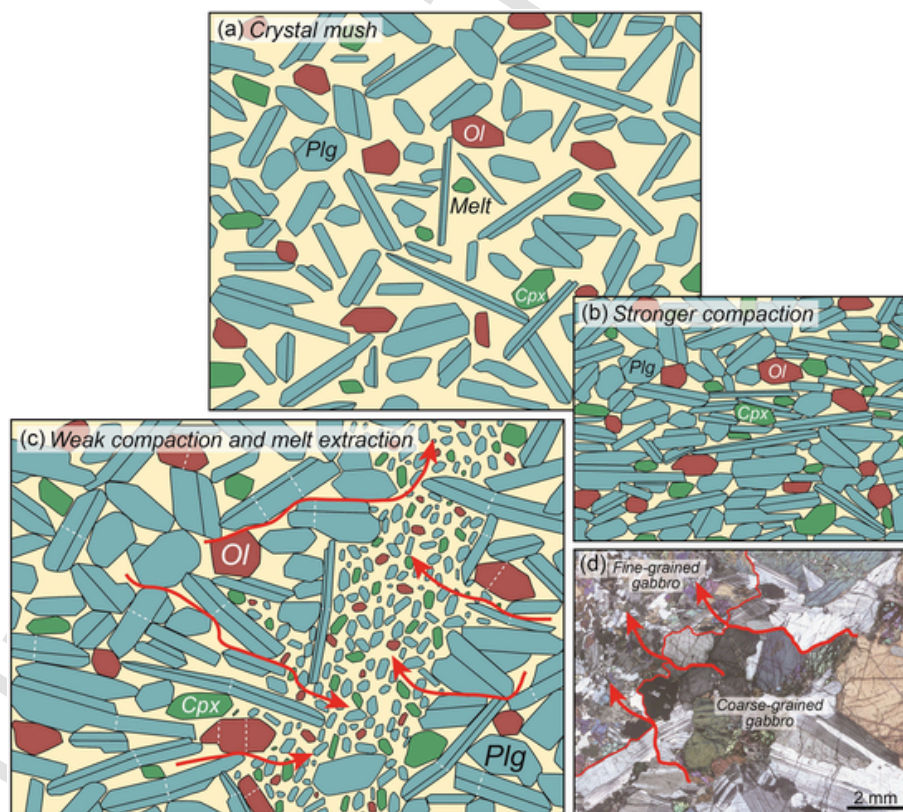 (a) Crystal mush
Ol
Plg
Melt
Cpx
(b) Stronger compaction
Plg
Ol
Cpx
(c) Weak compaction and melt extraction
Ol
Cpx
Plg
(d)
Fine-grained
gabbro
Coarse-grained
gabbro
2 mm